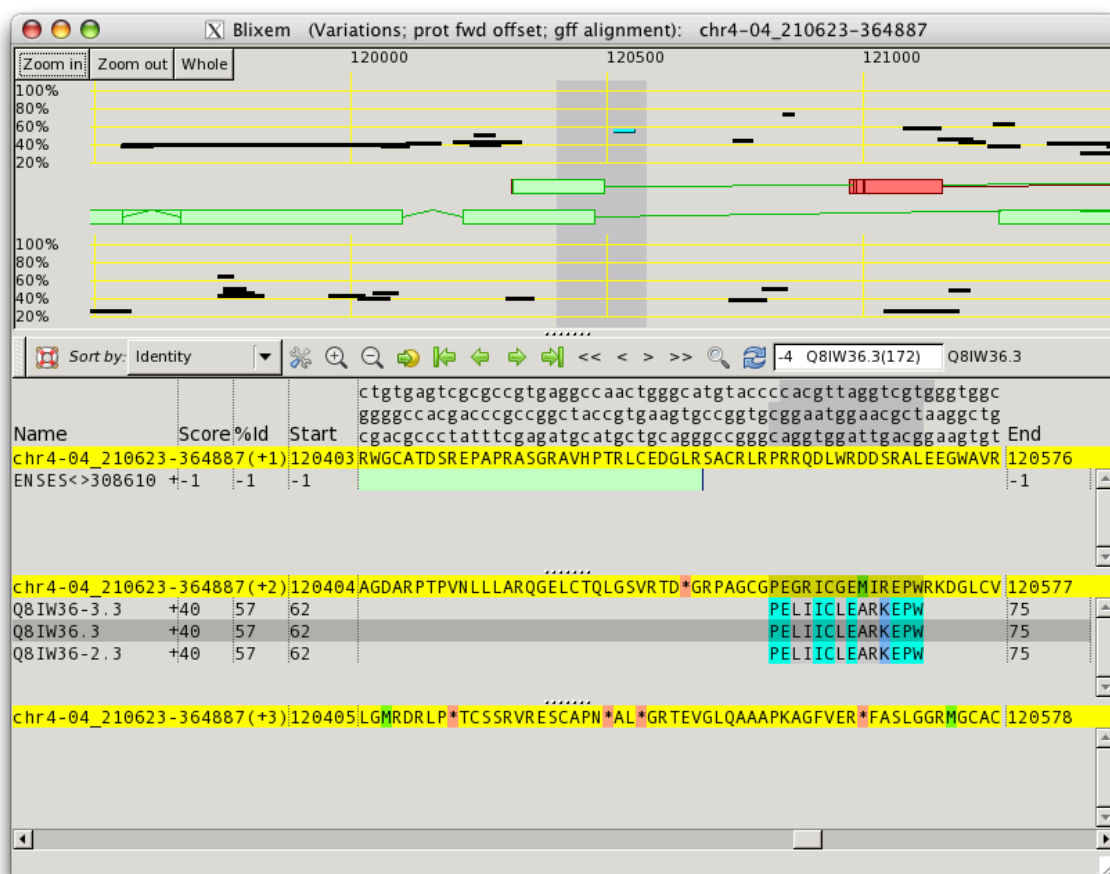 Blixem (Variations; prot fwd offset; gff alignment): chr4-04_210623-364887
Zoom in Zoom out Whole 120000 120500 121000
100%
80%
60%
40%
20%
100%
80%
60%
40%
20%
Sort by: Identity << < > >> -4 Q8IW36.3(172) Q8IW36.3
ctgtgagtcgcgccgtgaggccaactgggcatgtaccccacgttaggtcgtgggtggc
ggggccacgacccgccggctaccgtgaagtgccggtgcggaatggaacgctaaggctg
Name Score %Id Start cgacgccctatttcgagatgcatgctgcagggccgggcaggtggattgacggaagtgt End
chr4-04_210623-364887(+1) 120403 RWGCATDSREPAPRASGRAVHPTRLCEDGLRSACRLRPRRQDLWRDDSRALEEGWAVR 120576
ENSES<>308610 + -1 -1 -1 -1
chr4-04_210623-364887(+2) 120404 AGDARPTPVNLLLARQGELCTQLGSVRTD*GRPAGCGPEGRICGEMIREPWRKDGLCV 120577
Q8IW36-3.3 + 40 57 62 PELIICLEARKEPW 75
Q8IW36.3 + 40 57 62 PELIICLEARKEPW 75
Q8IW36-2.3 + 40 57 62 PELIICLEARKEPW 75
chr4-04_210623-364887(+3) 120405 LGMRDRLP*TCSSRVRESCAPN*AL*GRTEVGLQAAAPKAGFVER*FASLGGRMGCAC 120578